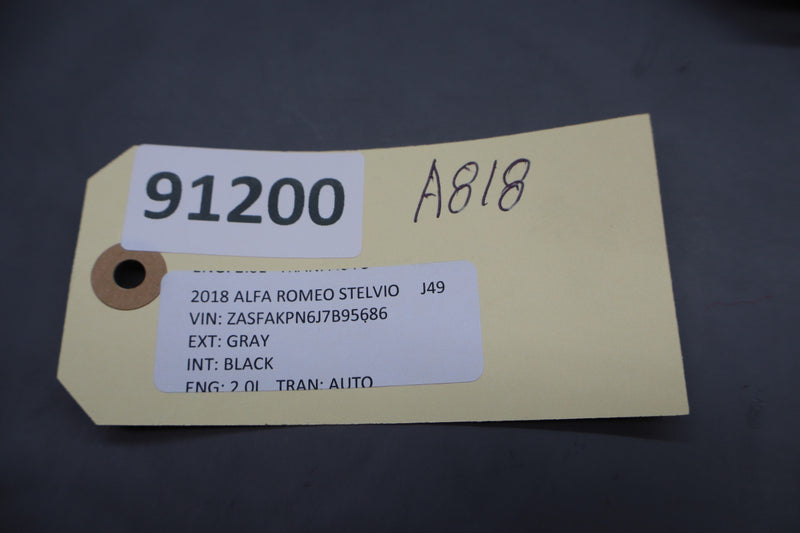 91200
A818
2018 ALFA ROMEO STELVIO J49
VIN: ZASFAKPN6J7B95686
EXT: GRAY
INT: BLACK
ENG: 2.0L TRAN: AUTO